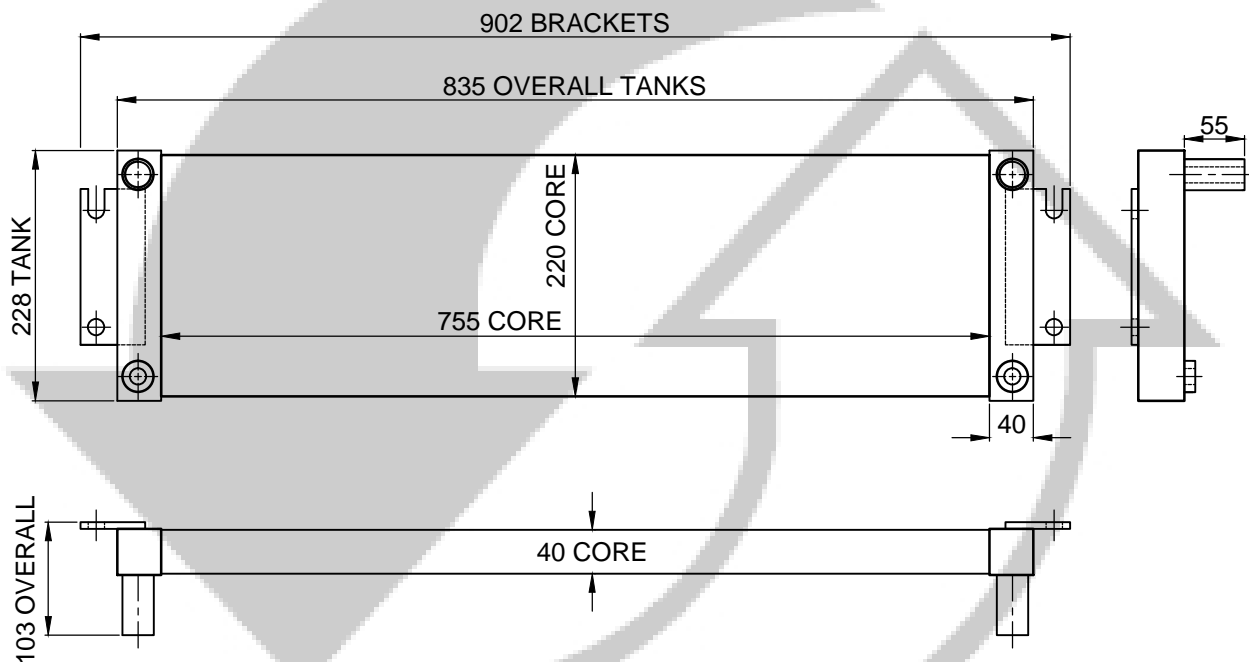 902 BRACKETS
835 OVERALL TANKS
55
228 TANK
220 CORE
755 CORE
40
103 OVERALL
40 CORE